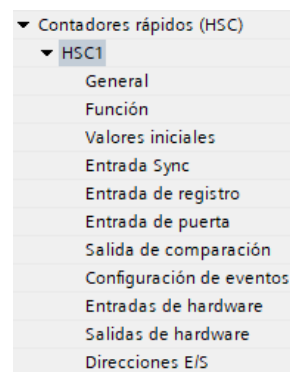 Contadores rápidos (HSC)
HSC1
General
Función
Valores iniciales
Entrada Sync
Entrada de registro
Entrada de puerta
Salida de comparación
Configuración de eventos
Entradas de hardware
Salidas de hardware
Direcciones E/S